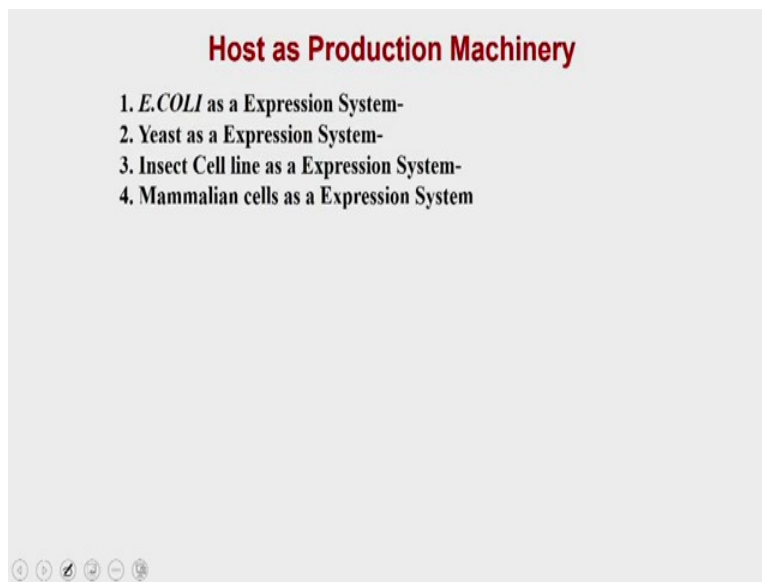 Host as Production Machinery
1. E.COLI as a Expression System-
2. Yeast as a Expression System-
3. Insect Cell line as a Expression System-
4. Mammalian cells as a Expression System